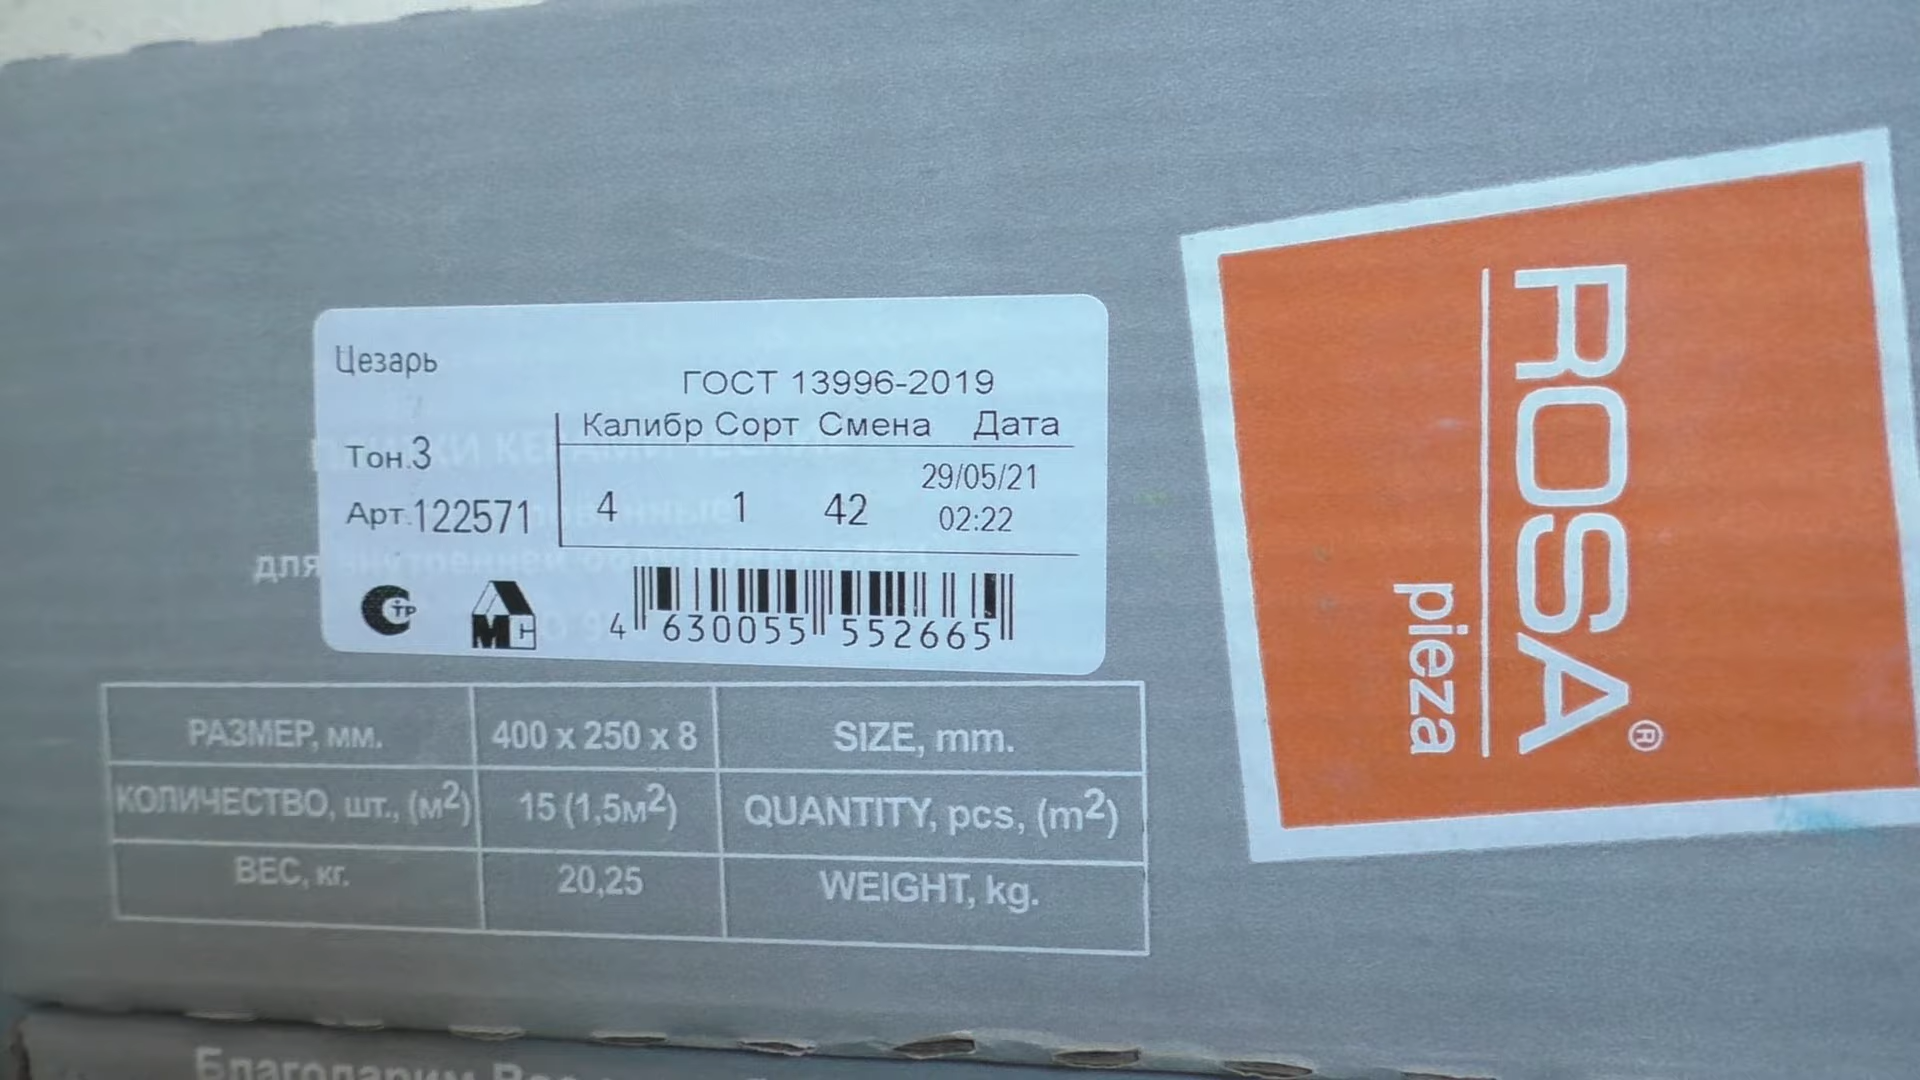 Цезарь
ГОСТ 13996-2019
Калибр Сорт Смена Дата
Тон.3
29/05/21
Арт.122571 4 1 42 02:22
для
4 630055 552665
РАЗМЕР, мм. 400 x 250 x 8 SIZE, mm.
КОЛИЧЕСТВО, шт., (м²) 15 (1,5м²) QUANTITY, pcs, (m²)
ВЕС, кг. 20,25 WEIGHT, kg.
ROSA®
pieza
Благодарим